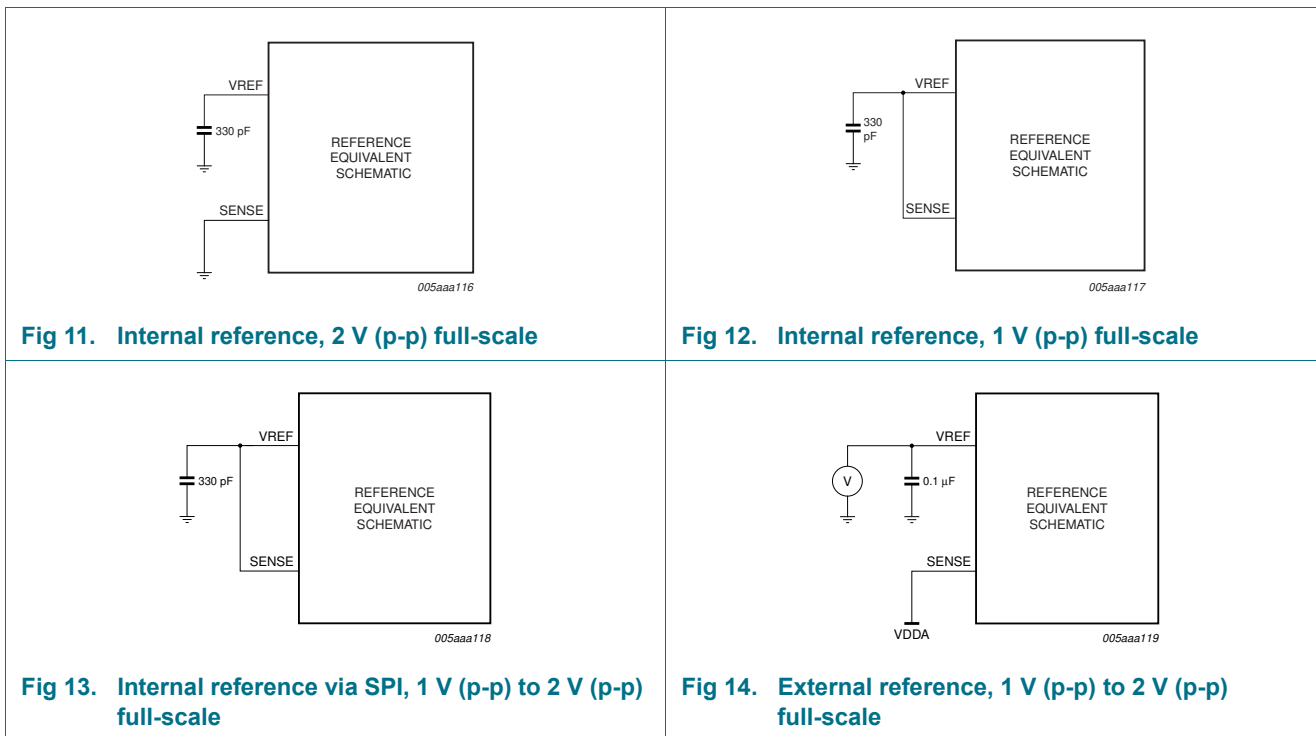 VREF
330 pF
REFERENCE
EQUIVALENT
SCHEMATIC
SENSE
005aaa116
Fig 11. Internal reference, 2 V (p-p) full-scale
VREF
330
pF
REFERENCE
EQUIVALENT
SCHEMATIC
SENSE
005aaa117
Fig 12. Internal reference, 1 V (p-p) full-scale
VREF
330 pF
REFERENCE
EQUIVALENT
SCHEMATIC
SENSE
005aaa118
Fig 13. Internal reference via SPI, 1 V (p-p) to 2 V (p-p)
full-scale
VREF
V
0.1 μF
REFERENCE
EQUIVALENT
SCHEMATIC
SENSE
VDDA
005aaa119
Fig 14. External reference, 1 V (p-p) to 2 V (p-p)
full-scale